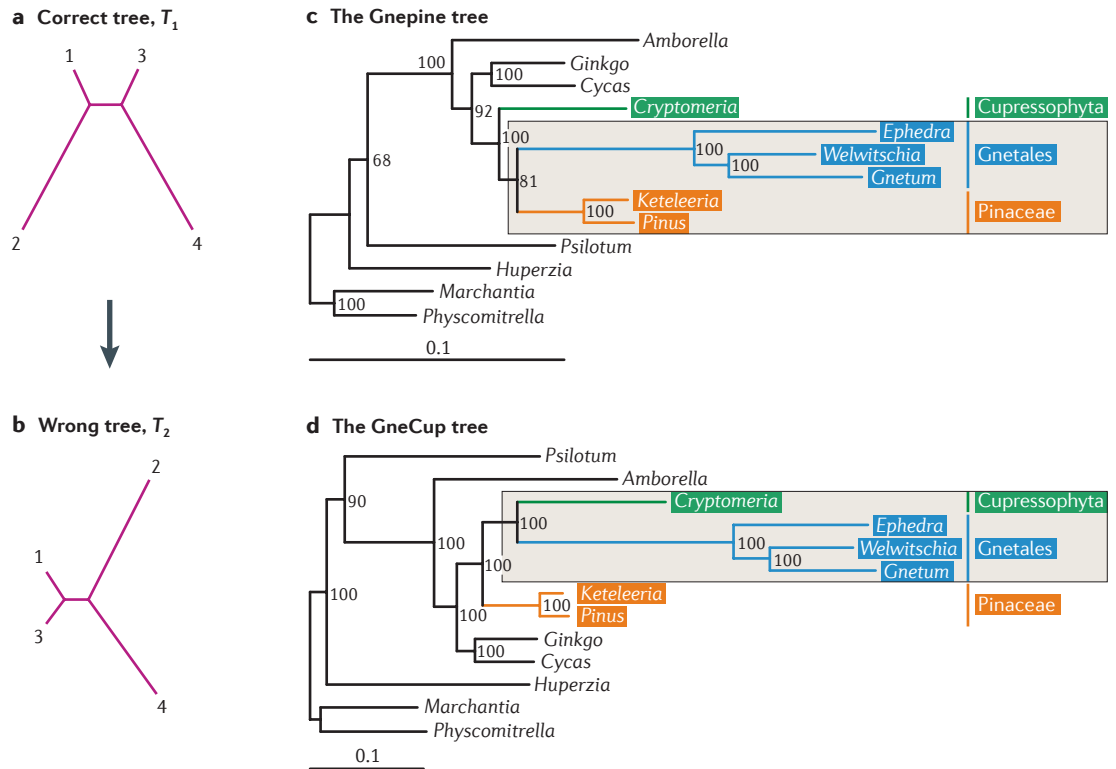 a Correct tree, T1
1
3
2
4
b Wrong tree, T2
2
1
3
4
c The Gnepine tree
Amborella
100
Ginkgo
100
Cycas
92
Cryptomeria
Cupressophyta
100
Ephedra
100
Welwitschia
Gnetales
100
68
Gnetum
81
Keteleeria
100
Pinaceae
Pinus
Psilotum
Huperzia
Marchantia
100
Physcomitrella
0.1
d The GneCup tree
Psilotum
Amborella
90
Cryptomeria
Cupressophyta
100
Ephedra
100
Welwitschia
Gnetales
100
100
Gnetum
100
Keteleeria
100
100
Pinaceae
Pinus
100
Ginkgo
100
Cycas
Huperzia
Marchantia
Physcomitrella
0.1